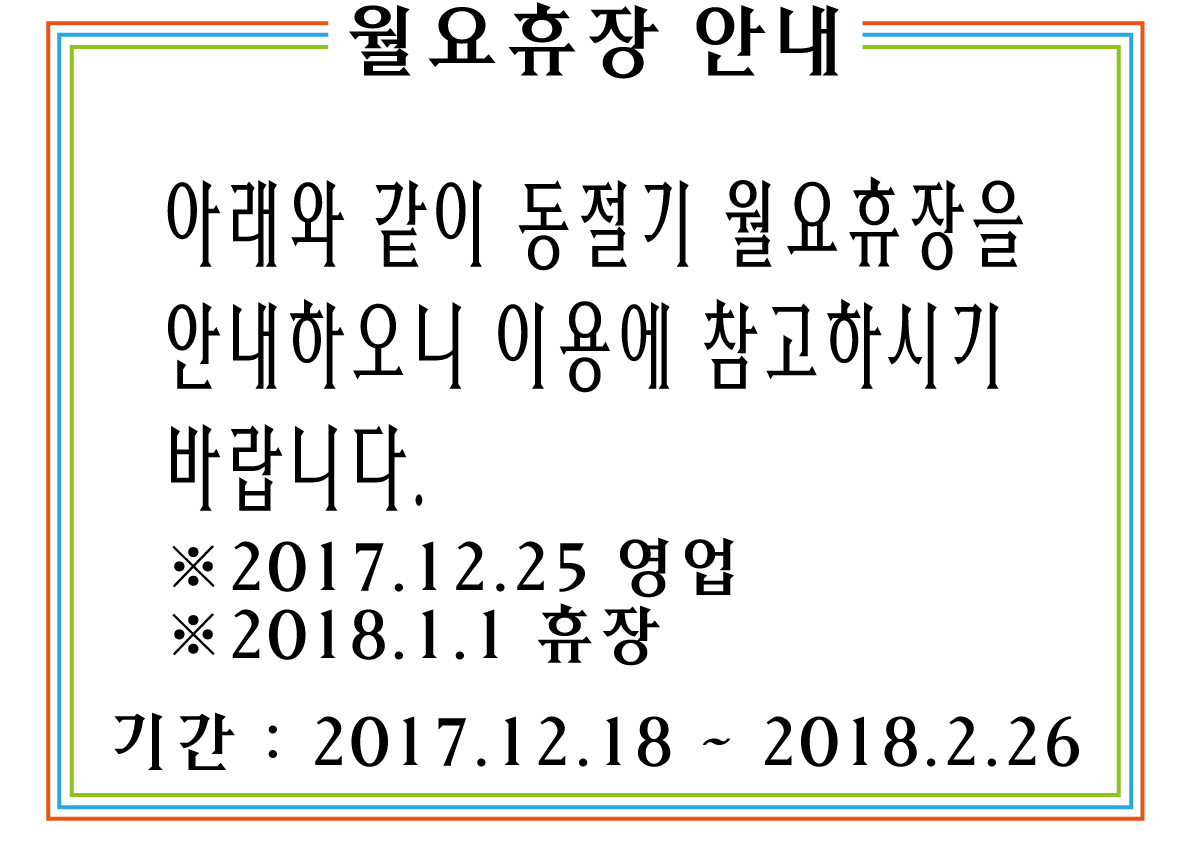 월요휴장 안내
아래와 같이 동절기 월요휴장을
안내하오니 이용에 참고하시기
바랍니다.
※2017.12.25 영업
※2018.1.1 휴장
기간 : 2017.12.18 ~ 2018.2.26